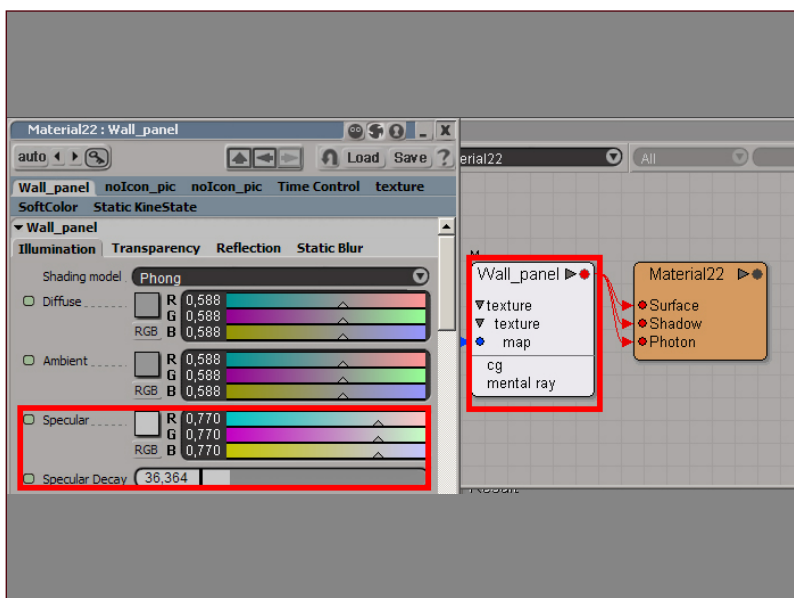 Material22 : Wall_panel
auto
Load Save ?
Wall_panel noIcon_pic noIcon_pic Time Control texture
SoftColor Static KineState
Wall_panel
Illumination Transparency Reflection Static Blur
Shading model Phong
Diffuse R 0,588
G 0,588
RGB B 0,588
Ambient R 0,588
G 0,588
RGB B 0,588
Specular R 0,770
G 0,770
RGB B 0,770
Specular Decay 36,364
erial22 All
Wall_panel
texture
texture
map
cg
mental ray
Material22
Surface
Shadow
Photon